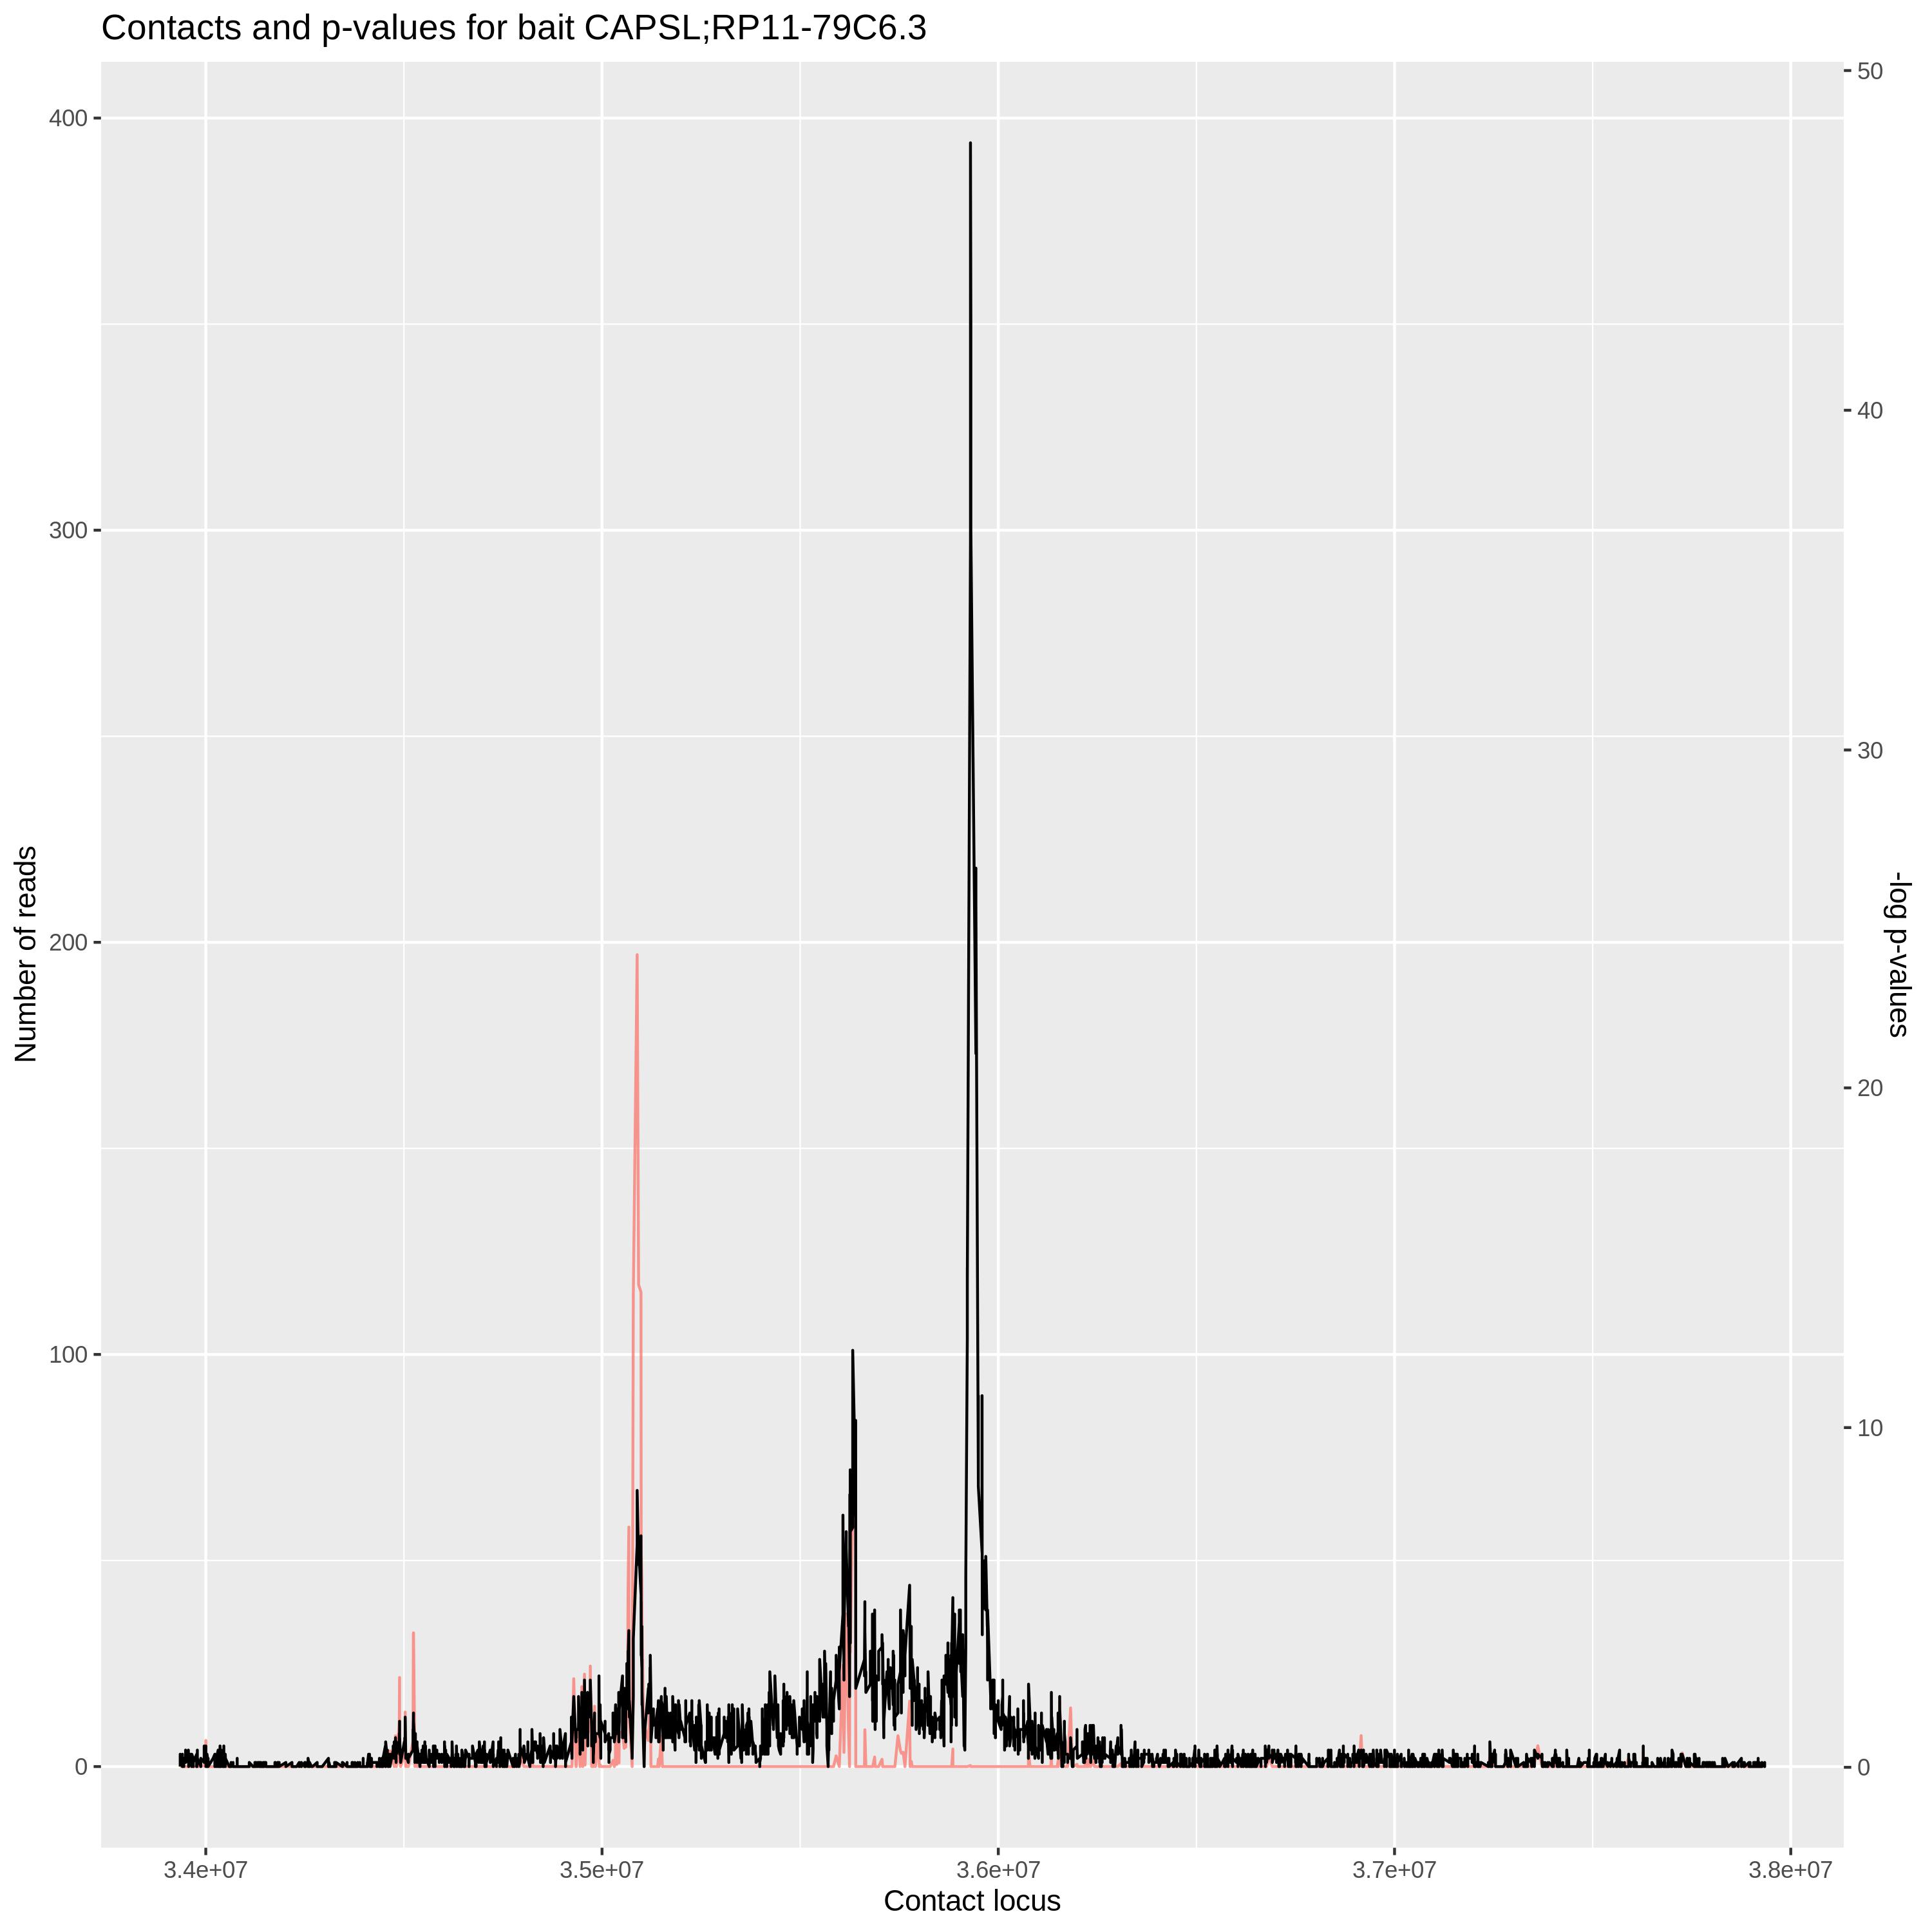 Contacts and p-values for bait CAPSL;RP11-79C6.3
400
300
200
100
0
Number of reads
50
40
30
20
10
0
-log p-values
3.4e+07
3.5e+07
3.6e+07
3.7e+07
3.8e+07
Contact locus